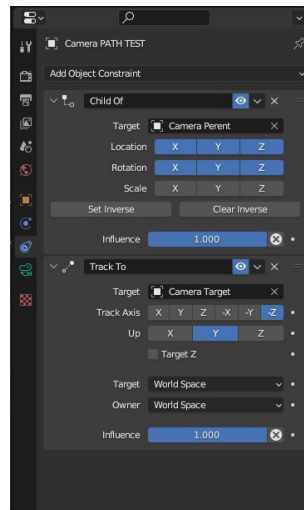 Camera PATH TEST
Add Object Constraint
Child Of
Target Camera Perent
Location X Y Z
Rotation X Y Z
Scale X Y Z
Set Inverse Clear Inverse
Influence 1.000
Track To
Target Camera Target
Track Axis X Y Z -X -Y -Z
Up X Y Z
Target Z
Target World Space
Owner World Space
Influence 1.000